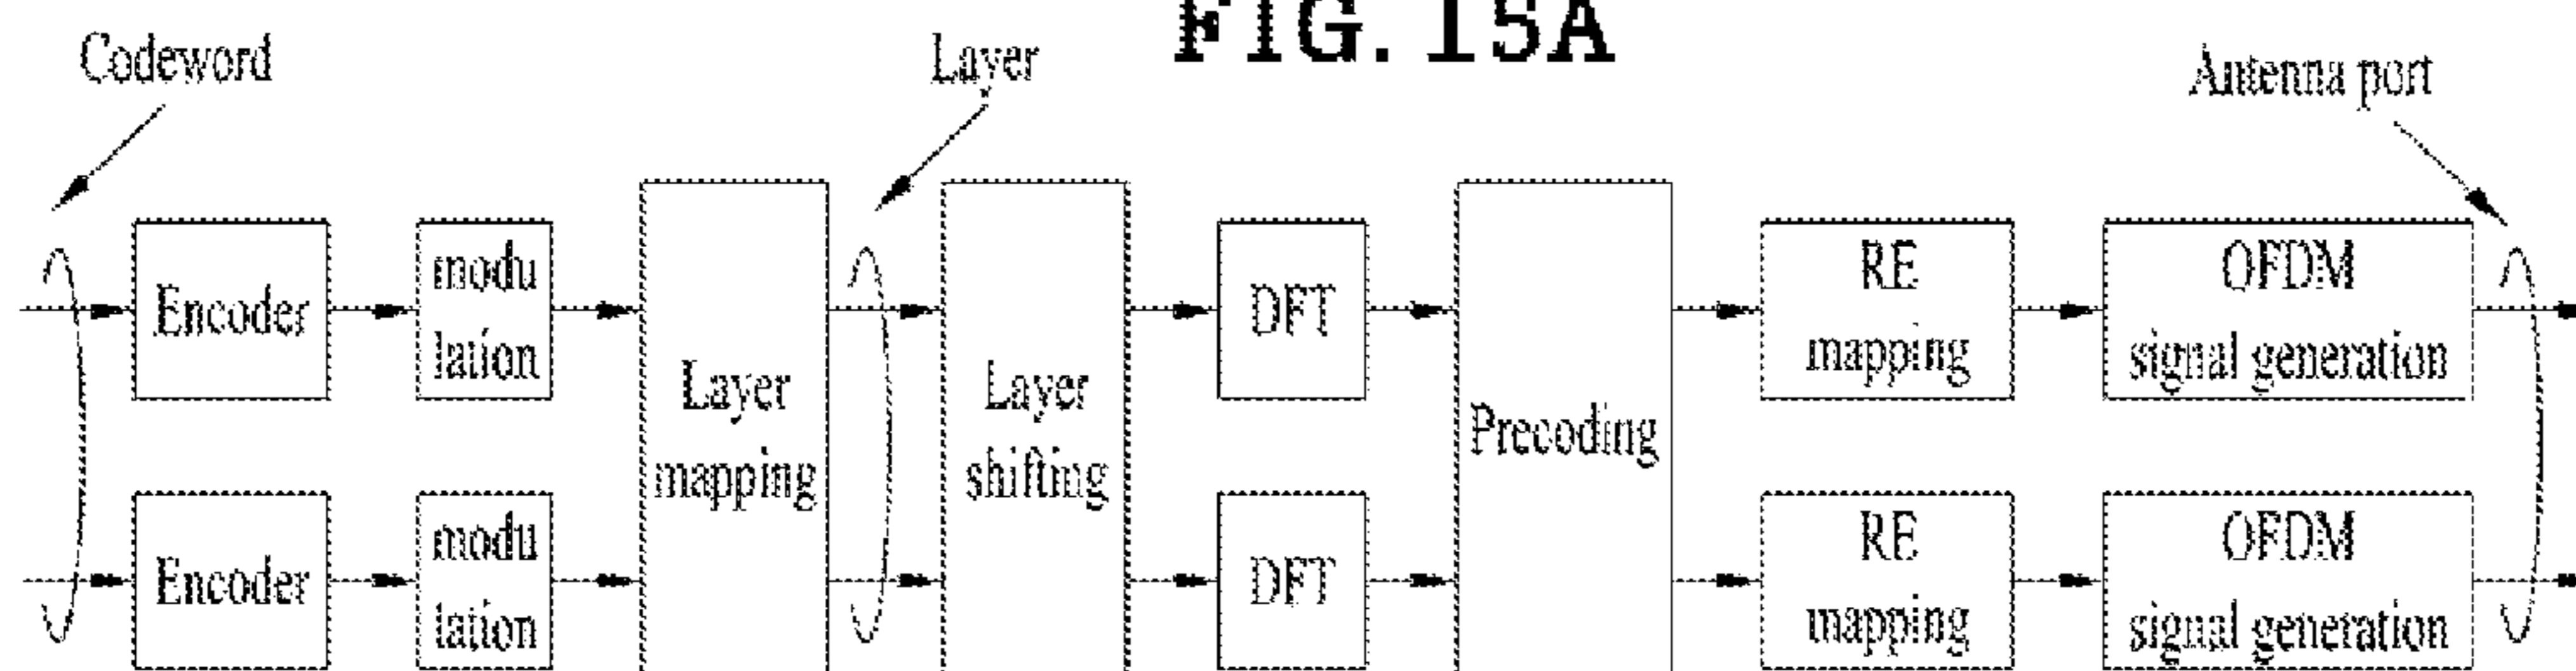 FIG. 15A
Codeword
Layer
Antenna port
Encoder
modu
lation
Layer
mapping
Layer
shifting
DFT
Precoding
RE
mapping
OFDM
signal generation
Encoder
modu
lation
DFT
RE
mapping
OFDM
signal generation